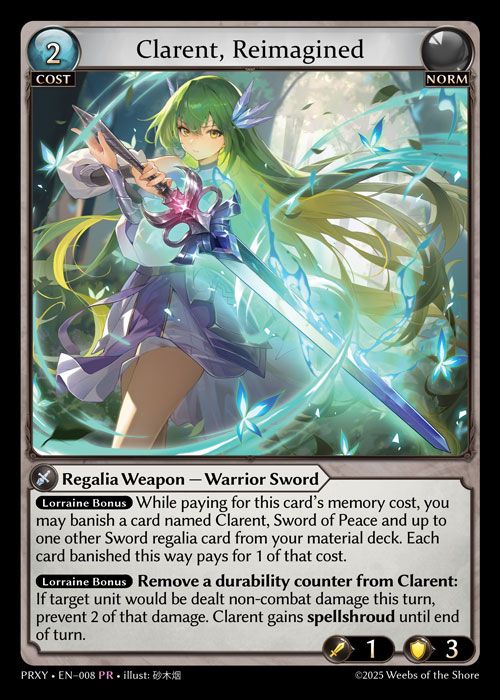 2
Clarent, Reimagined
COST
NORM
Regalia Weapon — Warrior Sword
Lorraine Bonus While paying for this card's memory cost, you
may banish a card named Clarent, Sword of Peace and up to
one other Sword regalia card from your material deck. Each
card banished this way pays for 1 of that cost.
Lorraine Bonus Remove a durability counter from Clarent:
If target unit would be dealt non-combat damage this turn,
prevent 2 of that damage. Clarent gains spellshroud until end
of turn.
1
3
PRXY • EN–008 PR • illust: 砂木烟
©2025 Weebs of the Shore